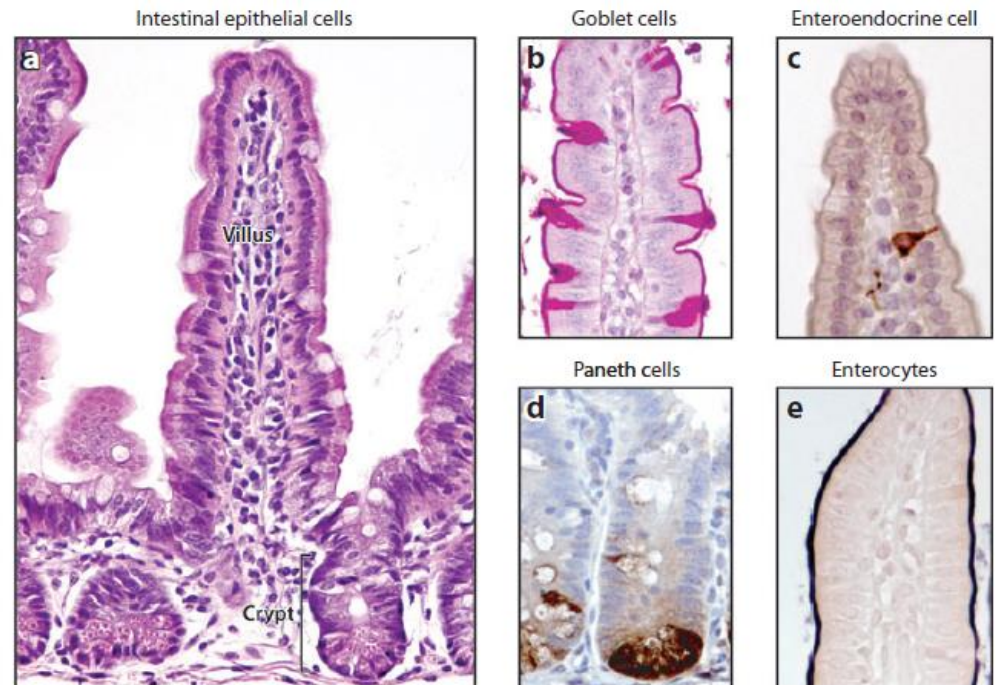 Intestinal epithelial cells
a
Villus
Crypt
Goblet cells
b
Enteroendocrine cell
c
Paneth cells
d
Enterocytes
e